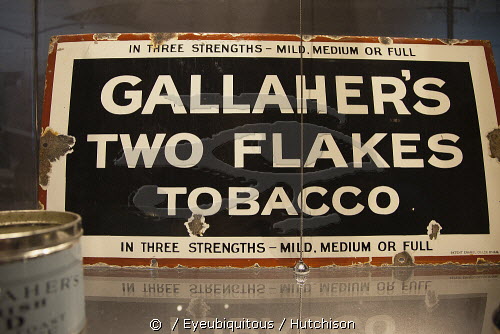 IN THREE STRENGTHS - MILD, MEDIUM OR FULL
GALLAHER'S
TWO FLAKES
TOBACCO
IN THREE STRENGTHS - MILD, MEDIUM OR FULL
© / Eyeubiquitous / Hutchison